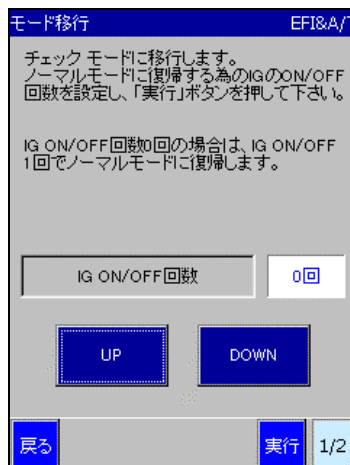 モード移行 EFI&A/T
チェック モードに移行します。
ノーマルモードに復帰する為のIGのON/OFF
回数を設定し、「実行」ボタンを押して下さい。
IG ON/OFF回数0回の場合は、IG ON/OFF
1回でノーマルモードに復帰します。
IG ON/OFF回数 0回
UP DOWN
戻る 実行 1/2